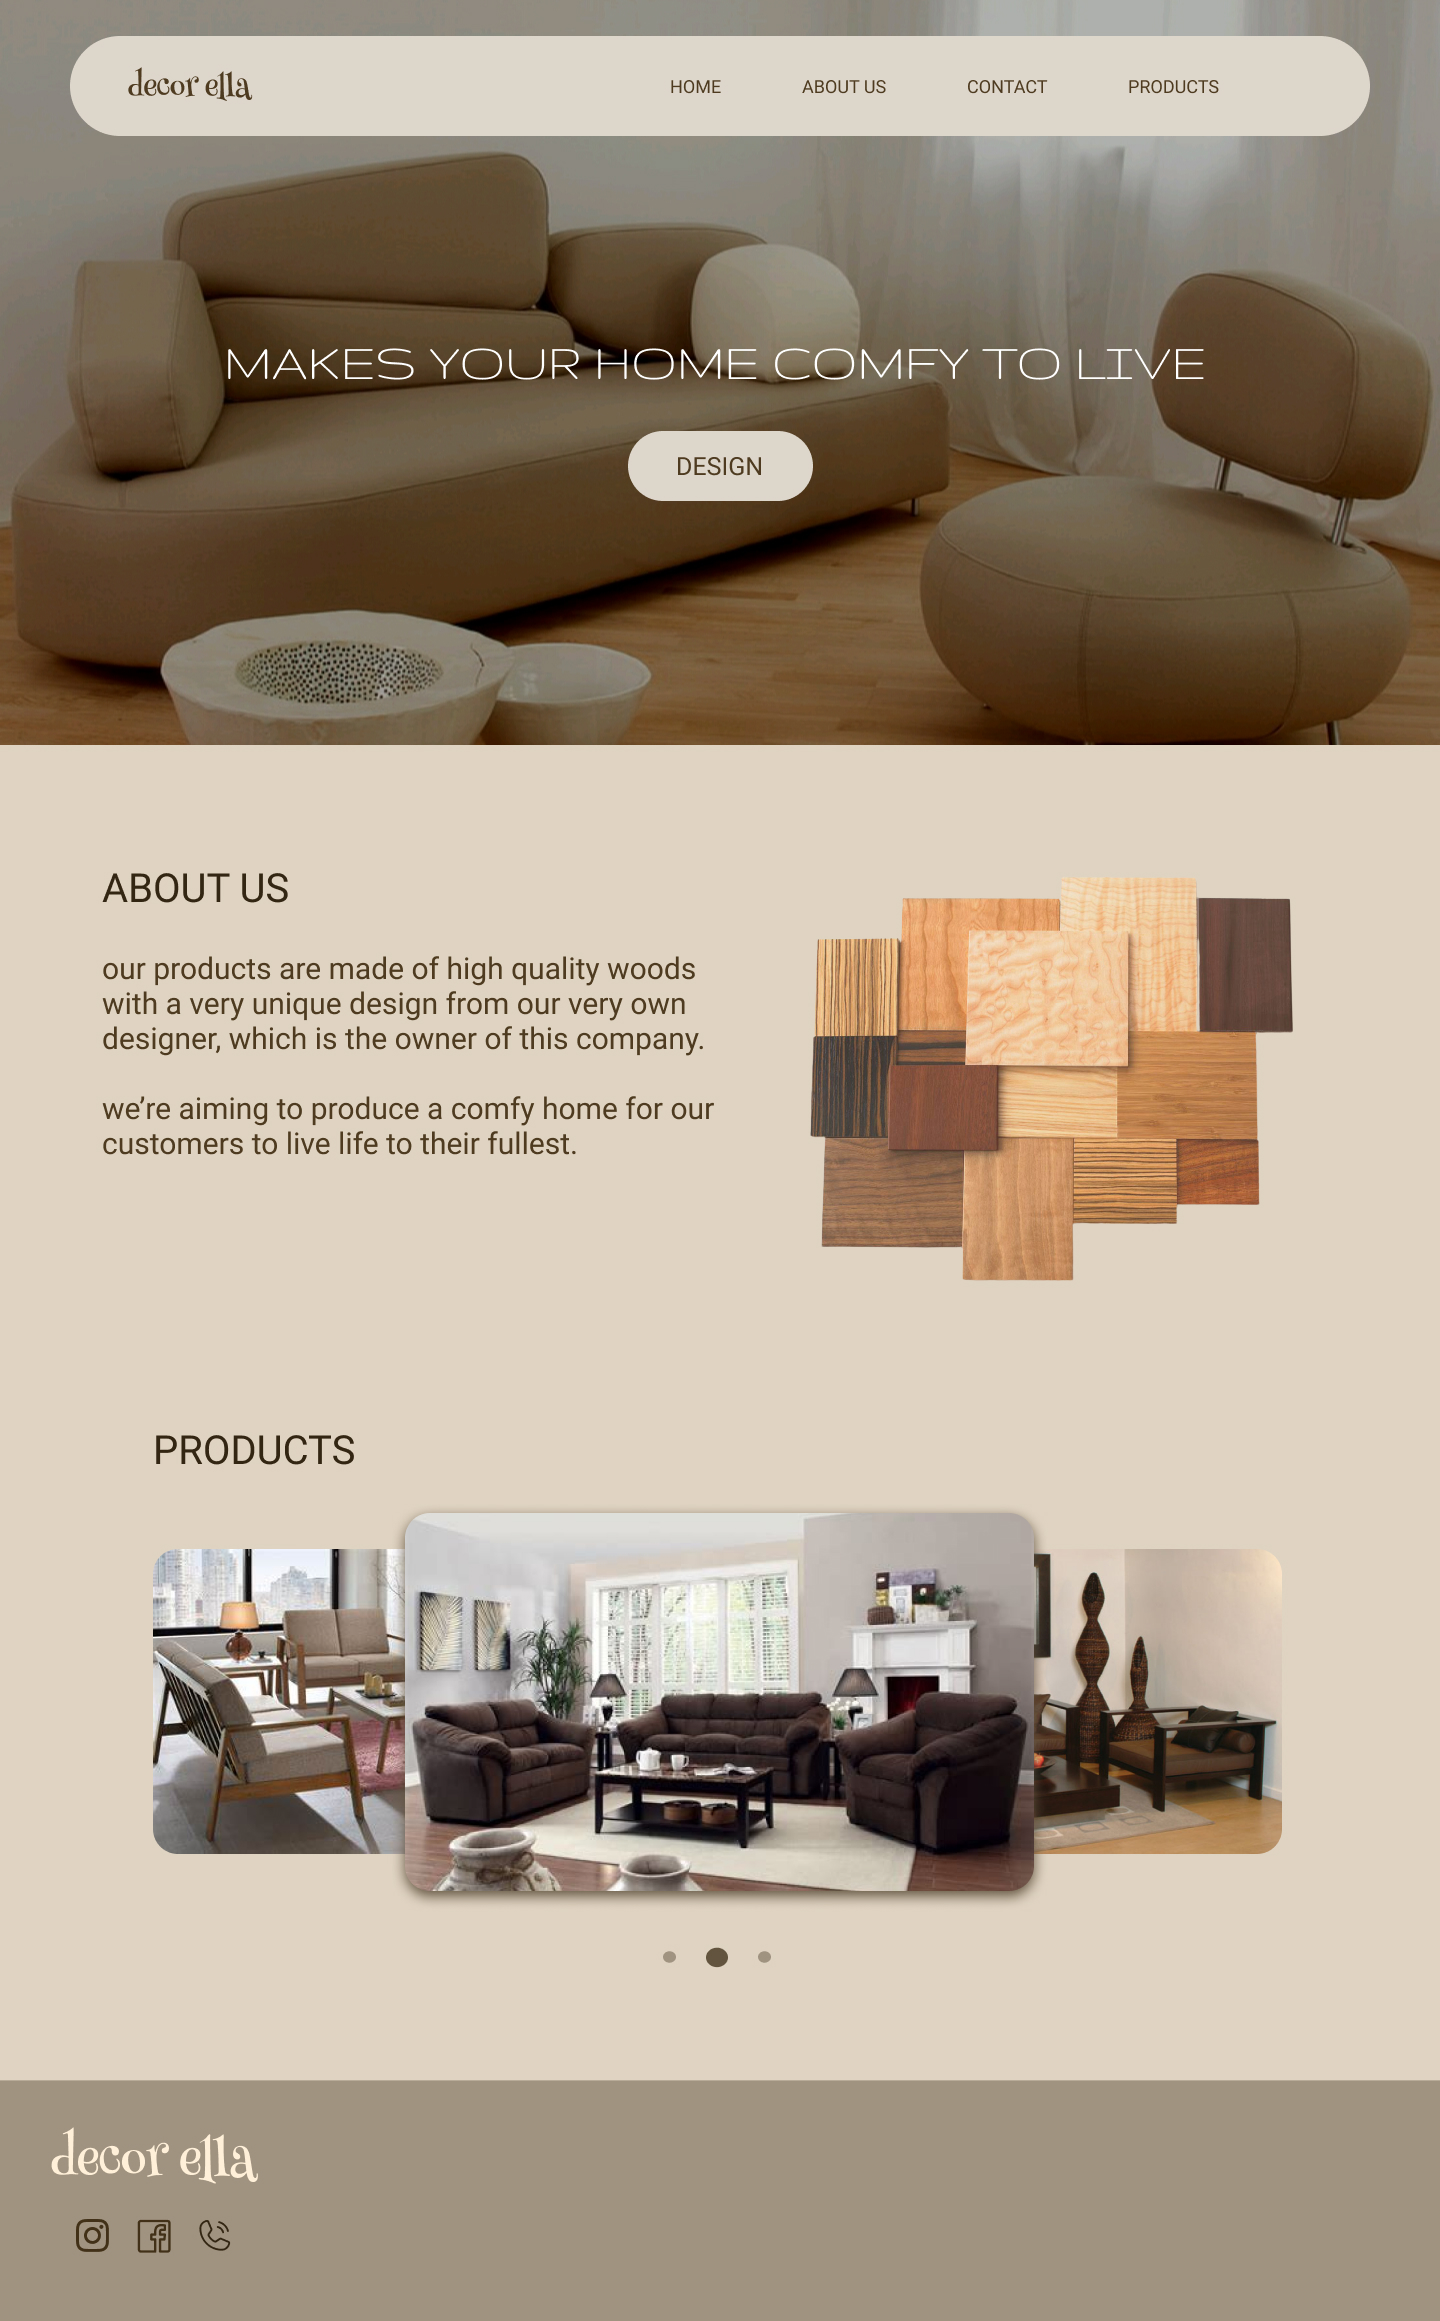 decor ella
HOME
ABOUT US
CONTACT
PRODUCTS
MAKES YOUR HOME COMFY TO LIVE
DESIGN
ABOUT US
our products are made of high quality woods
with a very unique design from our very own
designer, which is the owner of this company.
we’re aiming to produce a comfy home for our
customers to live life to their fullest.
PRODUCTS
decor ella